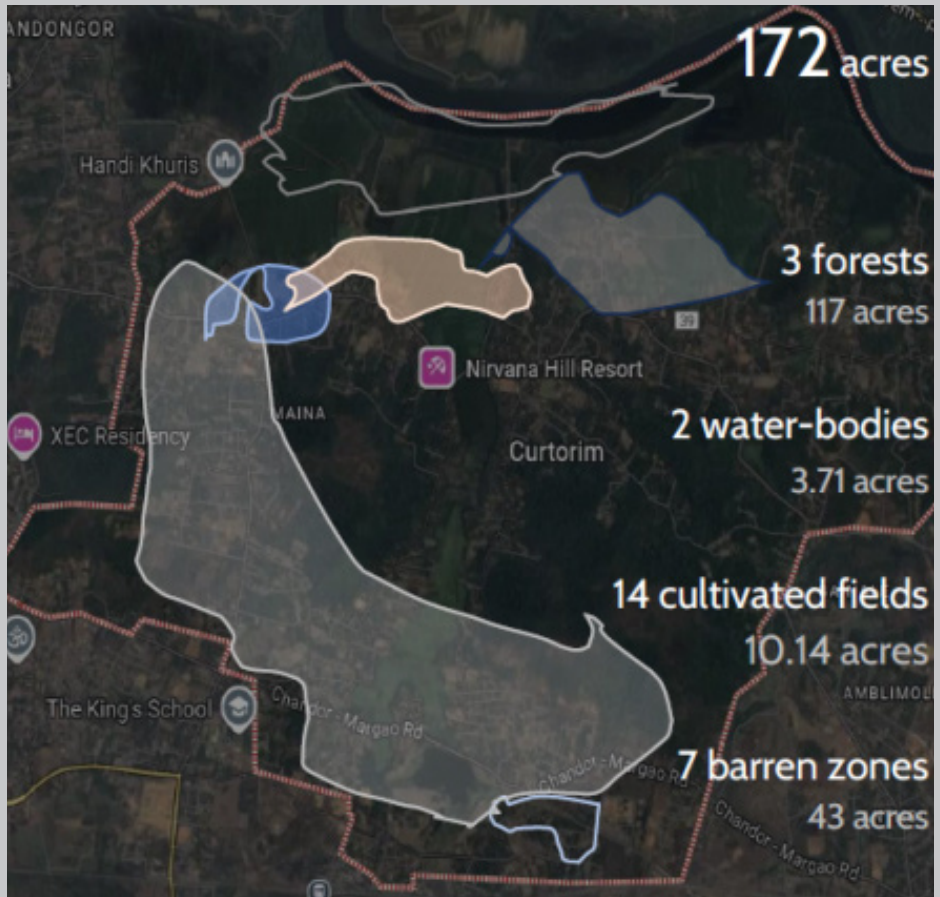 ANDONGOR
172 acres
Handi Khuris
3 forests
117 acres
39
Nirvana Hill Resort
MAINA
2 water-bodies
XEC Residency
Curtorim
3.71 acres
14 cultivated fields
10.14 acres
AMBLIMOL
The King's School
Chandor - Margao Rd
Chandor - Margao Rd
7 barren zones
43 acres
Chandor - Margao Rd